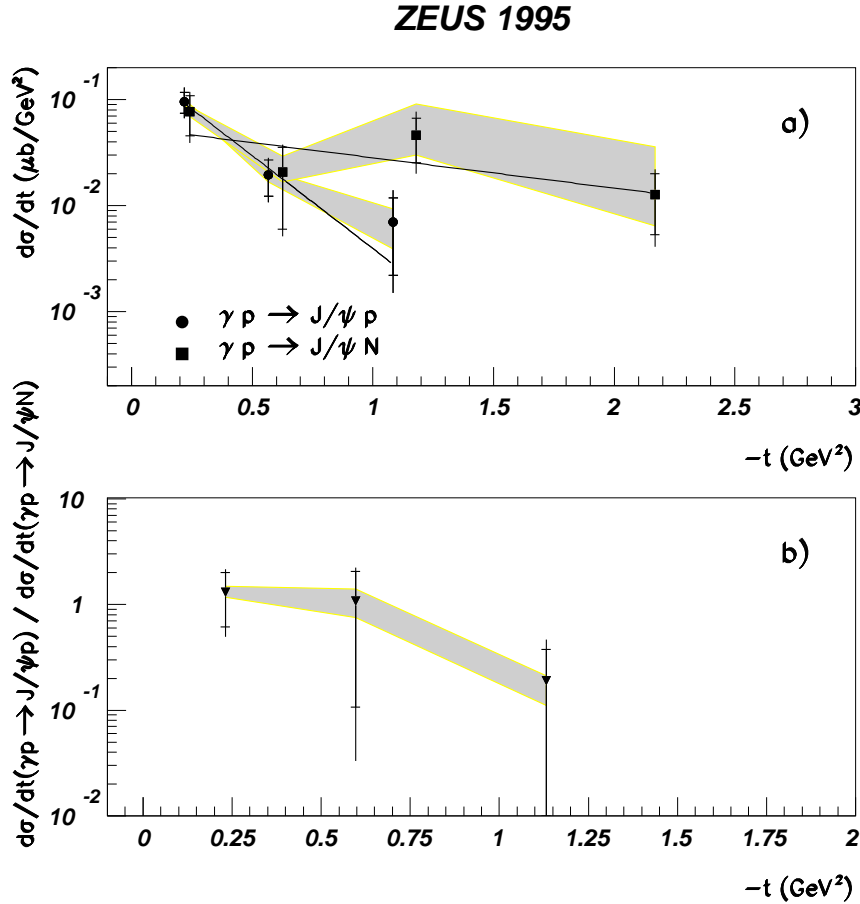 ZEUS 1995
dσ/dt (μb/GeV²)
10⁻¹
10⁻²
10⁻³
a)
γ p → J/ψ p
γ p → J/ψ N
0 0.5 1 1.5 2 2.5 3
−t (GeV²)
dσ/dt(γp→J/ψp) / dσ/dt(γp→J/ψN)
10
1
10⁻¹
10⁻²
b)
0 0.25 0.5 0.75 1 1.25 1.5 1.75 2
−t (GeV²)